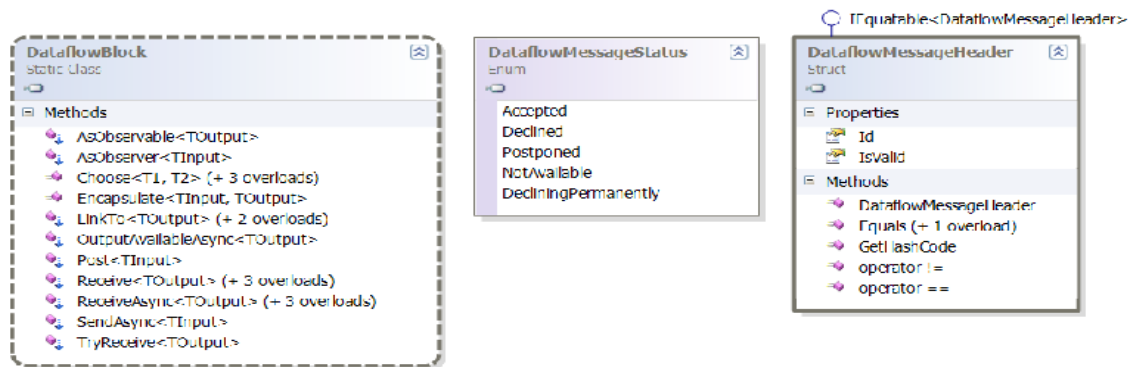 DataflowBlock
Static Class
Methods
AsObservable<TOutput>
AsObserver<TInput>
Choose<T1, T2> (+ 3 overloads)
Encapsulate<TInput, TOutput>
LinkTo<TOutput> (+ 2 overloads)
OutputAvailableAsync<TOutput>
Post<TInput>
Receive<TOutput> (+ 3 overloads)
ReceiveAsync<TOutput> (+ 3 overloads)
SendAsync<TInput>
TryReceive<TOutput>
DataflowMessageStatus
Enum
Accepted
Declined
Postponed
NotAvailable
DecliningPermanently
IEquatable<DataflowMessageHeader>
DataflowMessageHeader
Struct
Properties
Id
IsValid
Methods
DataflowMessageHeader
Equals (+ 1 overload)
GetHashCode
operator !=
operator ==